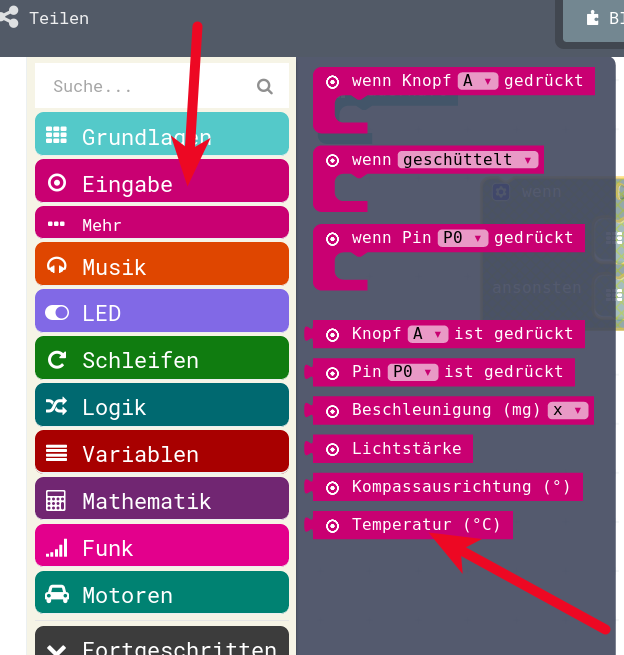 Teilen
Suche...
Grundlagen
Eingabe
Mehr
Musik
LED
Schleifen
Logik
Variablen
Mathematik
Funk
Motoren
Fortgeschritten
wenn Knopf A gedrückt
wenn geschüttelt
wenn Pin P0 gedrückt
Knopf A ist gedrückt
Pin P0 ist gedrückt
Beschleunigung (mg) x
Lichtstärke
Kompassausrichtung (°)
Temperatur (°C)
wenn
ansonsten